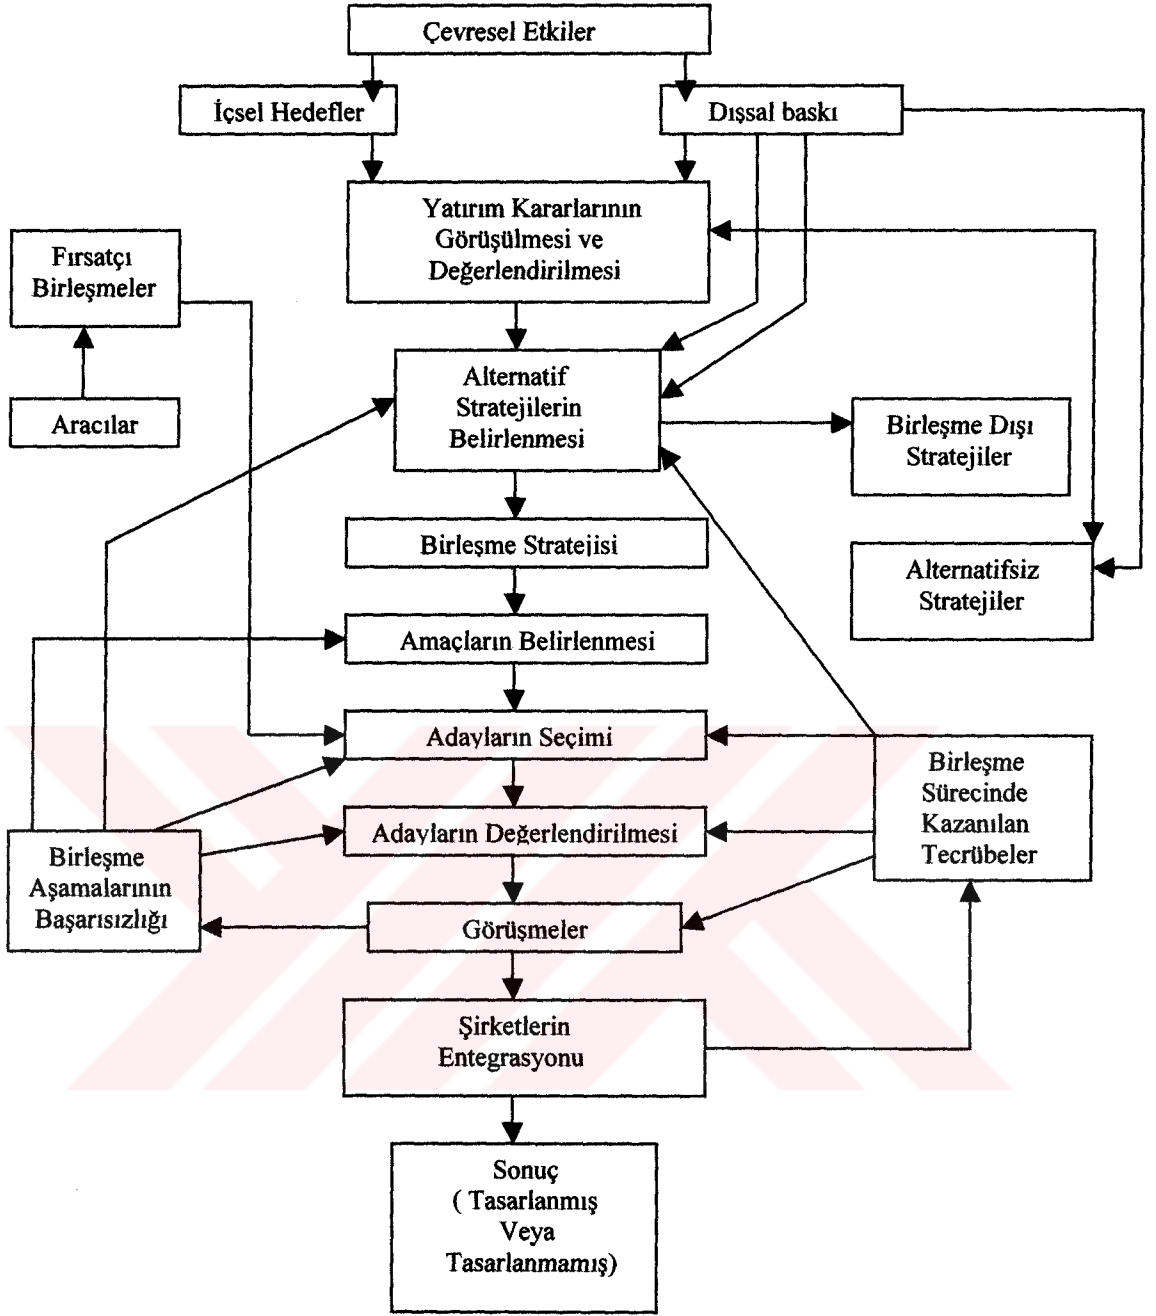 Çevresel Etkiler
İçsel Hedefler
Dışsal baskı
Yatırım Kararlarının
Görüşülmesi ve
Değerlendirilmesi
Fırsatçı
Birleşmeler
Aracılar
Alternatif
Stratejilerin
Belirlenmesi
Birleşme Dışı
Stratejiler
Birleşme Stratejisi
Alternatifsiz
Stratejiler
Amaçların Belirlenmesi
Adayların Seçimi
Birleşme
Sürecinde
Kazanılan
Tecrübeler
Adayların Değerlendirilmesi
Birleşme
Aşamalarının
Başarısızlığı
Görüşmeler
Şirketlerin
Entegrasyonu
Sonuç
( Tasarlanmış
Veya
Tasarlanmamış)